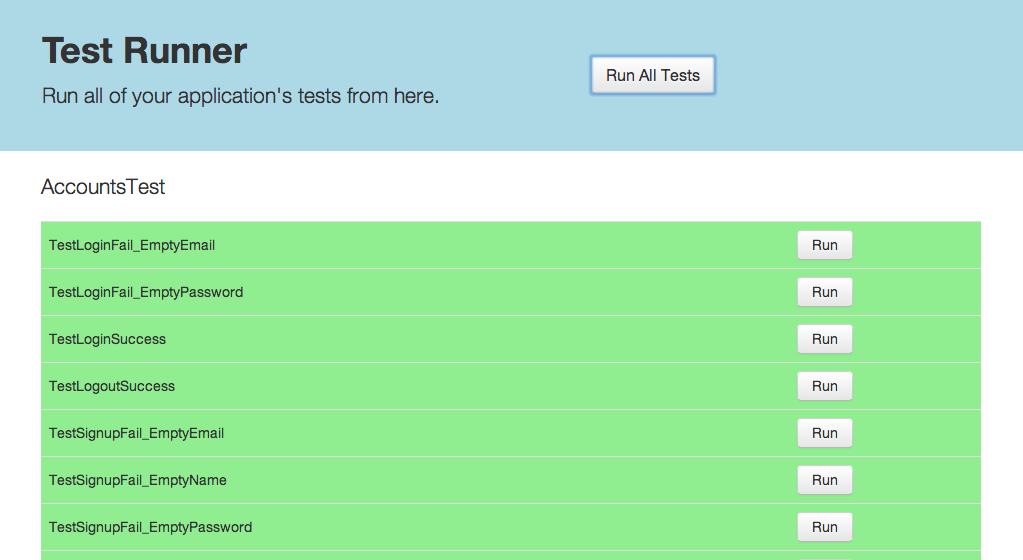 Test Runner
Run all of your application's tests from here.
Run All Tests
AccountsTest
TestLoginFail_EmptyEmail Run
TestLoginFail_EmptyPassword Run
TestLoginSuccess Run
TestLogoutSuccess Run
TestSignupFail_EmptyEmail Run
TestSignupFail_EmptyName Run
TestSignupFail_EmptyPassword Run